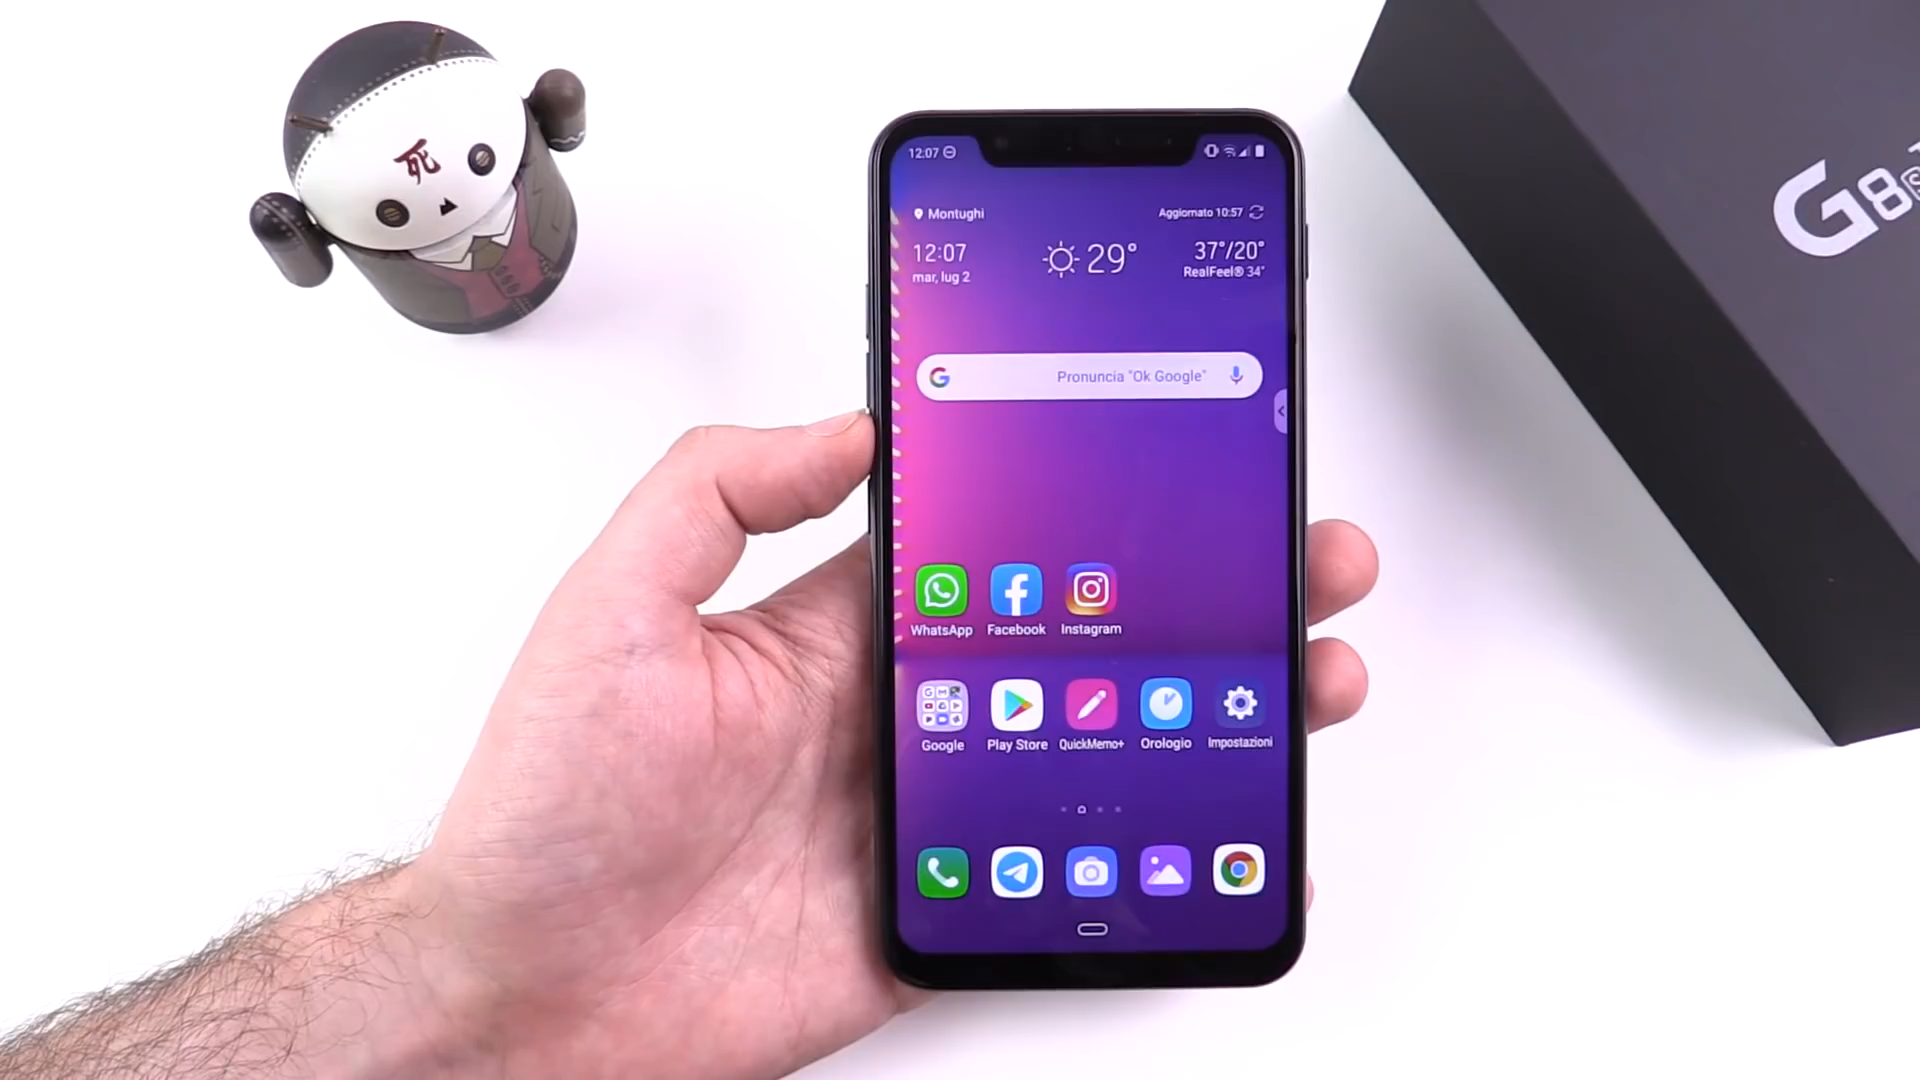 死
G8s
12:07
Montughi
Aggiornato 10:57
12:07
mar, lug 2
29°
37°/20°
RealFeel® 34°
Pronuncia "Ok Google"
WhatsApp
Facebook
Instagram
Google
Play Store
QuickMemo+
Orologio
Impostazioni